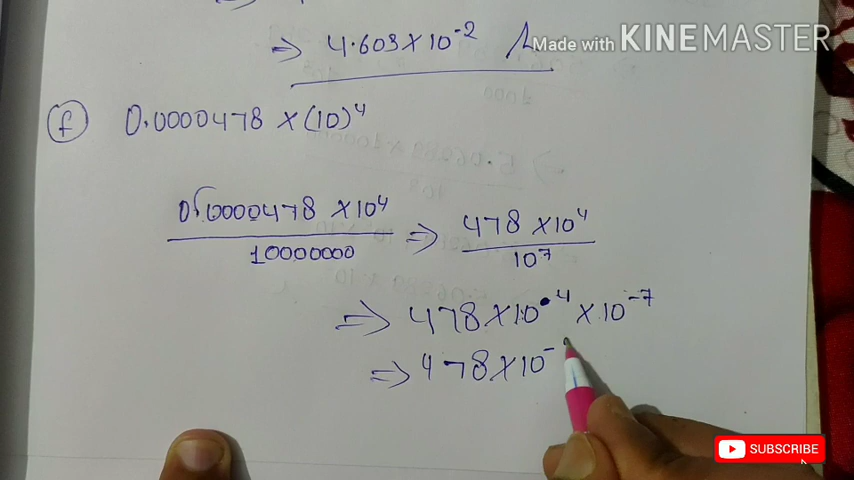 ⇒ 4.603×10⁻²
Made with KINEMASTER
(f) 0.0000478 × (10)⁴
0.0000478 ×10⁴ / 10000000 ⇒ 478 ×10⁴ / 10⁷
⇒ 478×10⁴ ×10⁻⁷
⇒ 478×10⁻
SUBSCRIBE